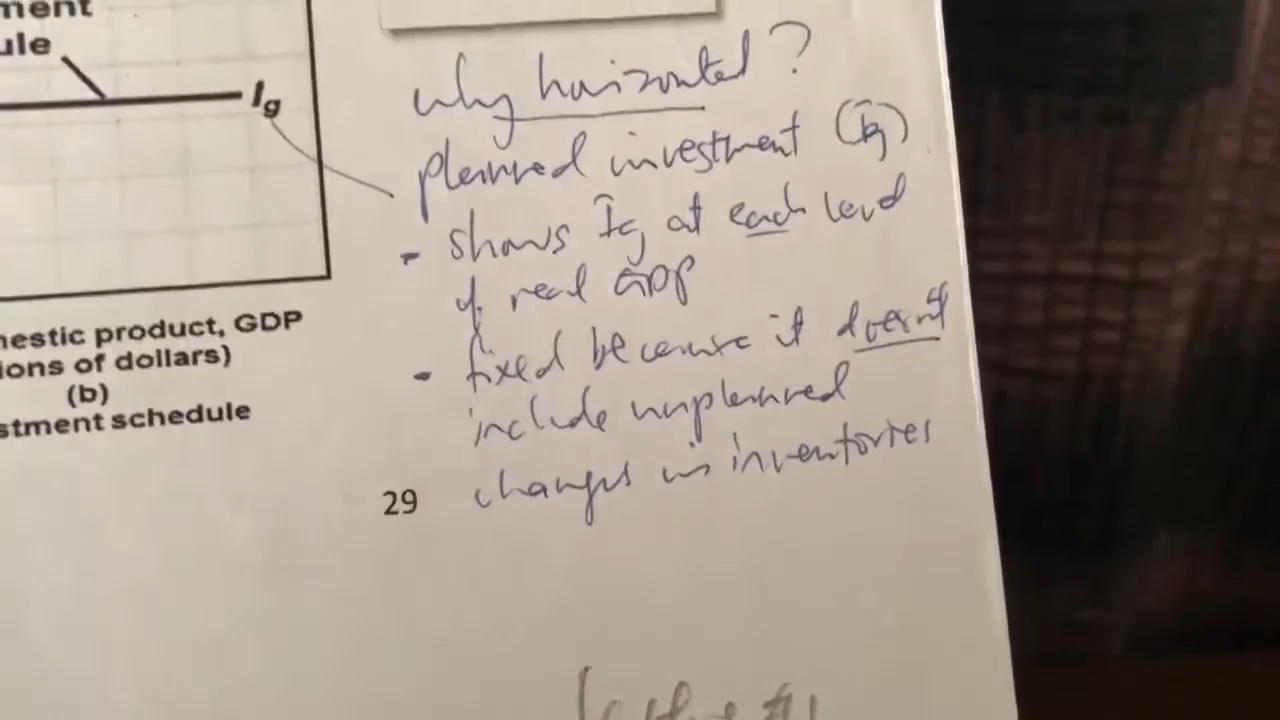 ment
ule
Ig
nestic product, GDP
ions of dollars)
(b)
stment schedule
why horizontal?
planned investment (Ig)
- shows Ig at each level
of real GDP
- fixed because it doesn't
include unplanned
changes in inventories
29
#1